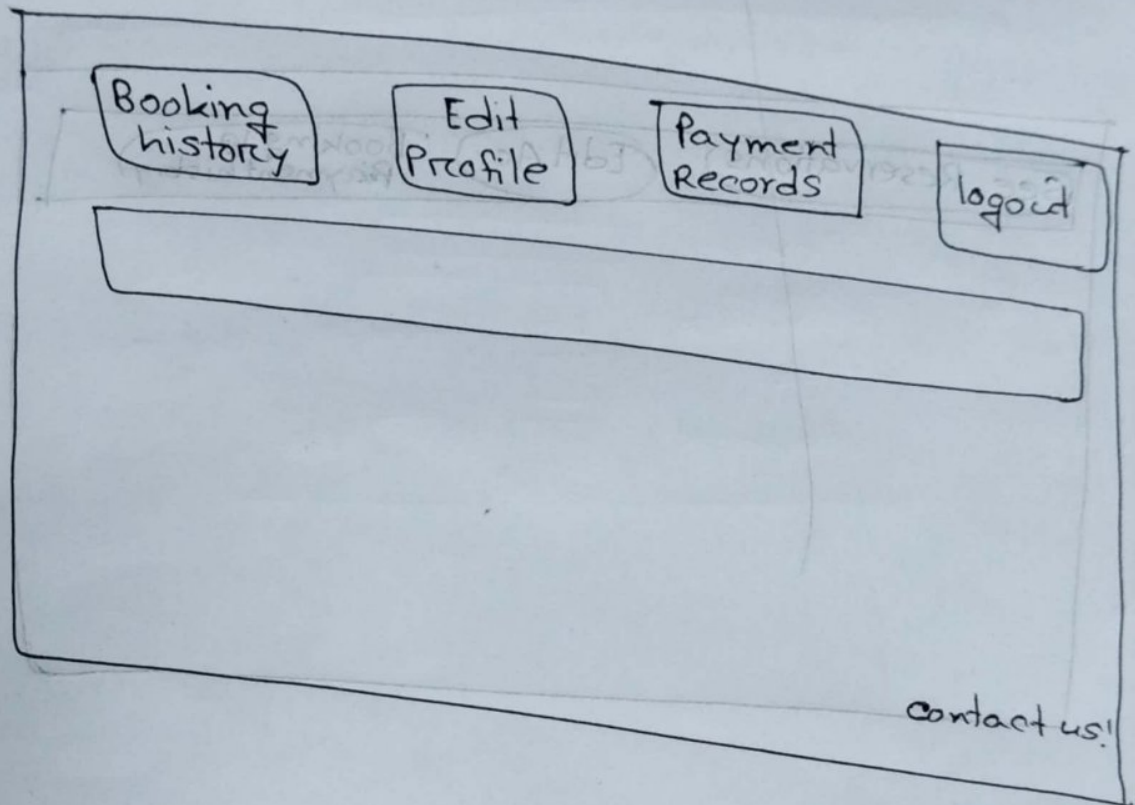 Booking
history
Edit
Profile
Payment
Records
logout
contact us!